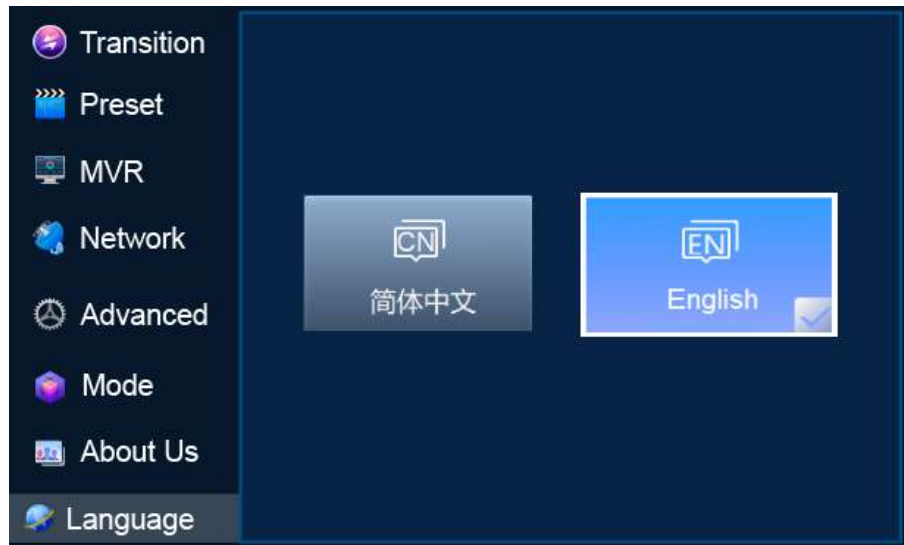 Transition
Preset
MVR
Network
Advanced
Mode
About Us
Language
CN
简体中文
EN
English